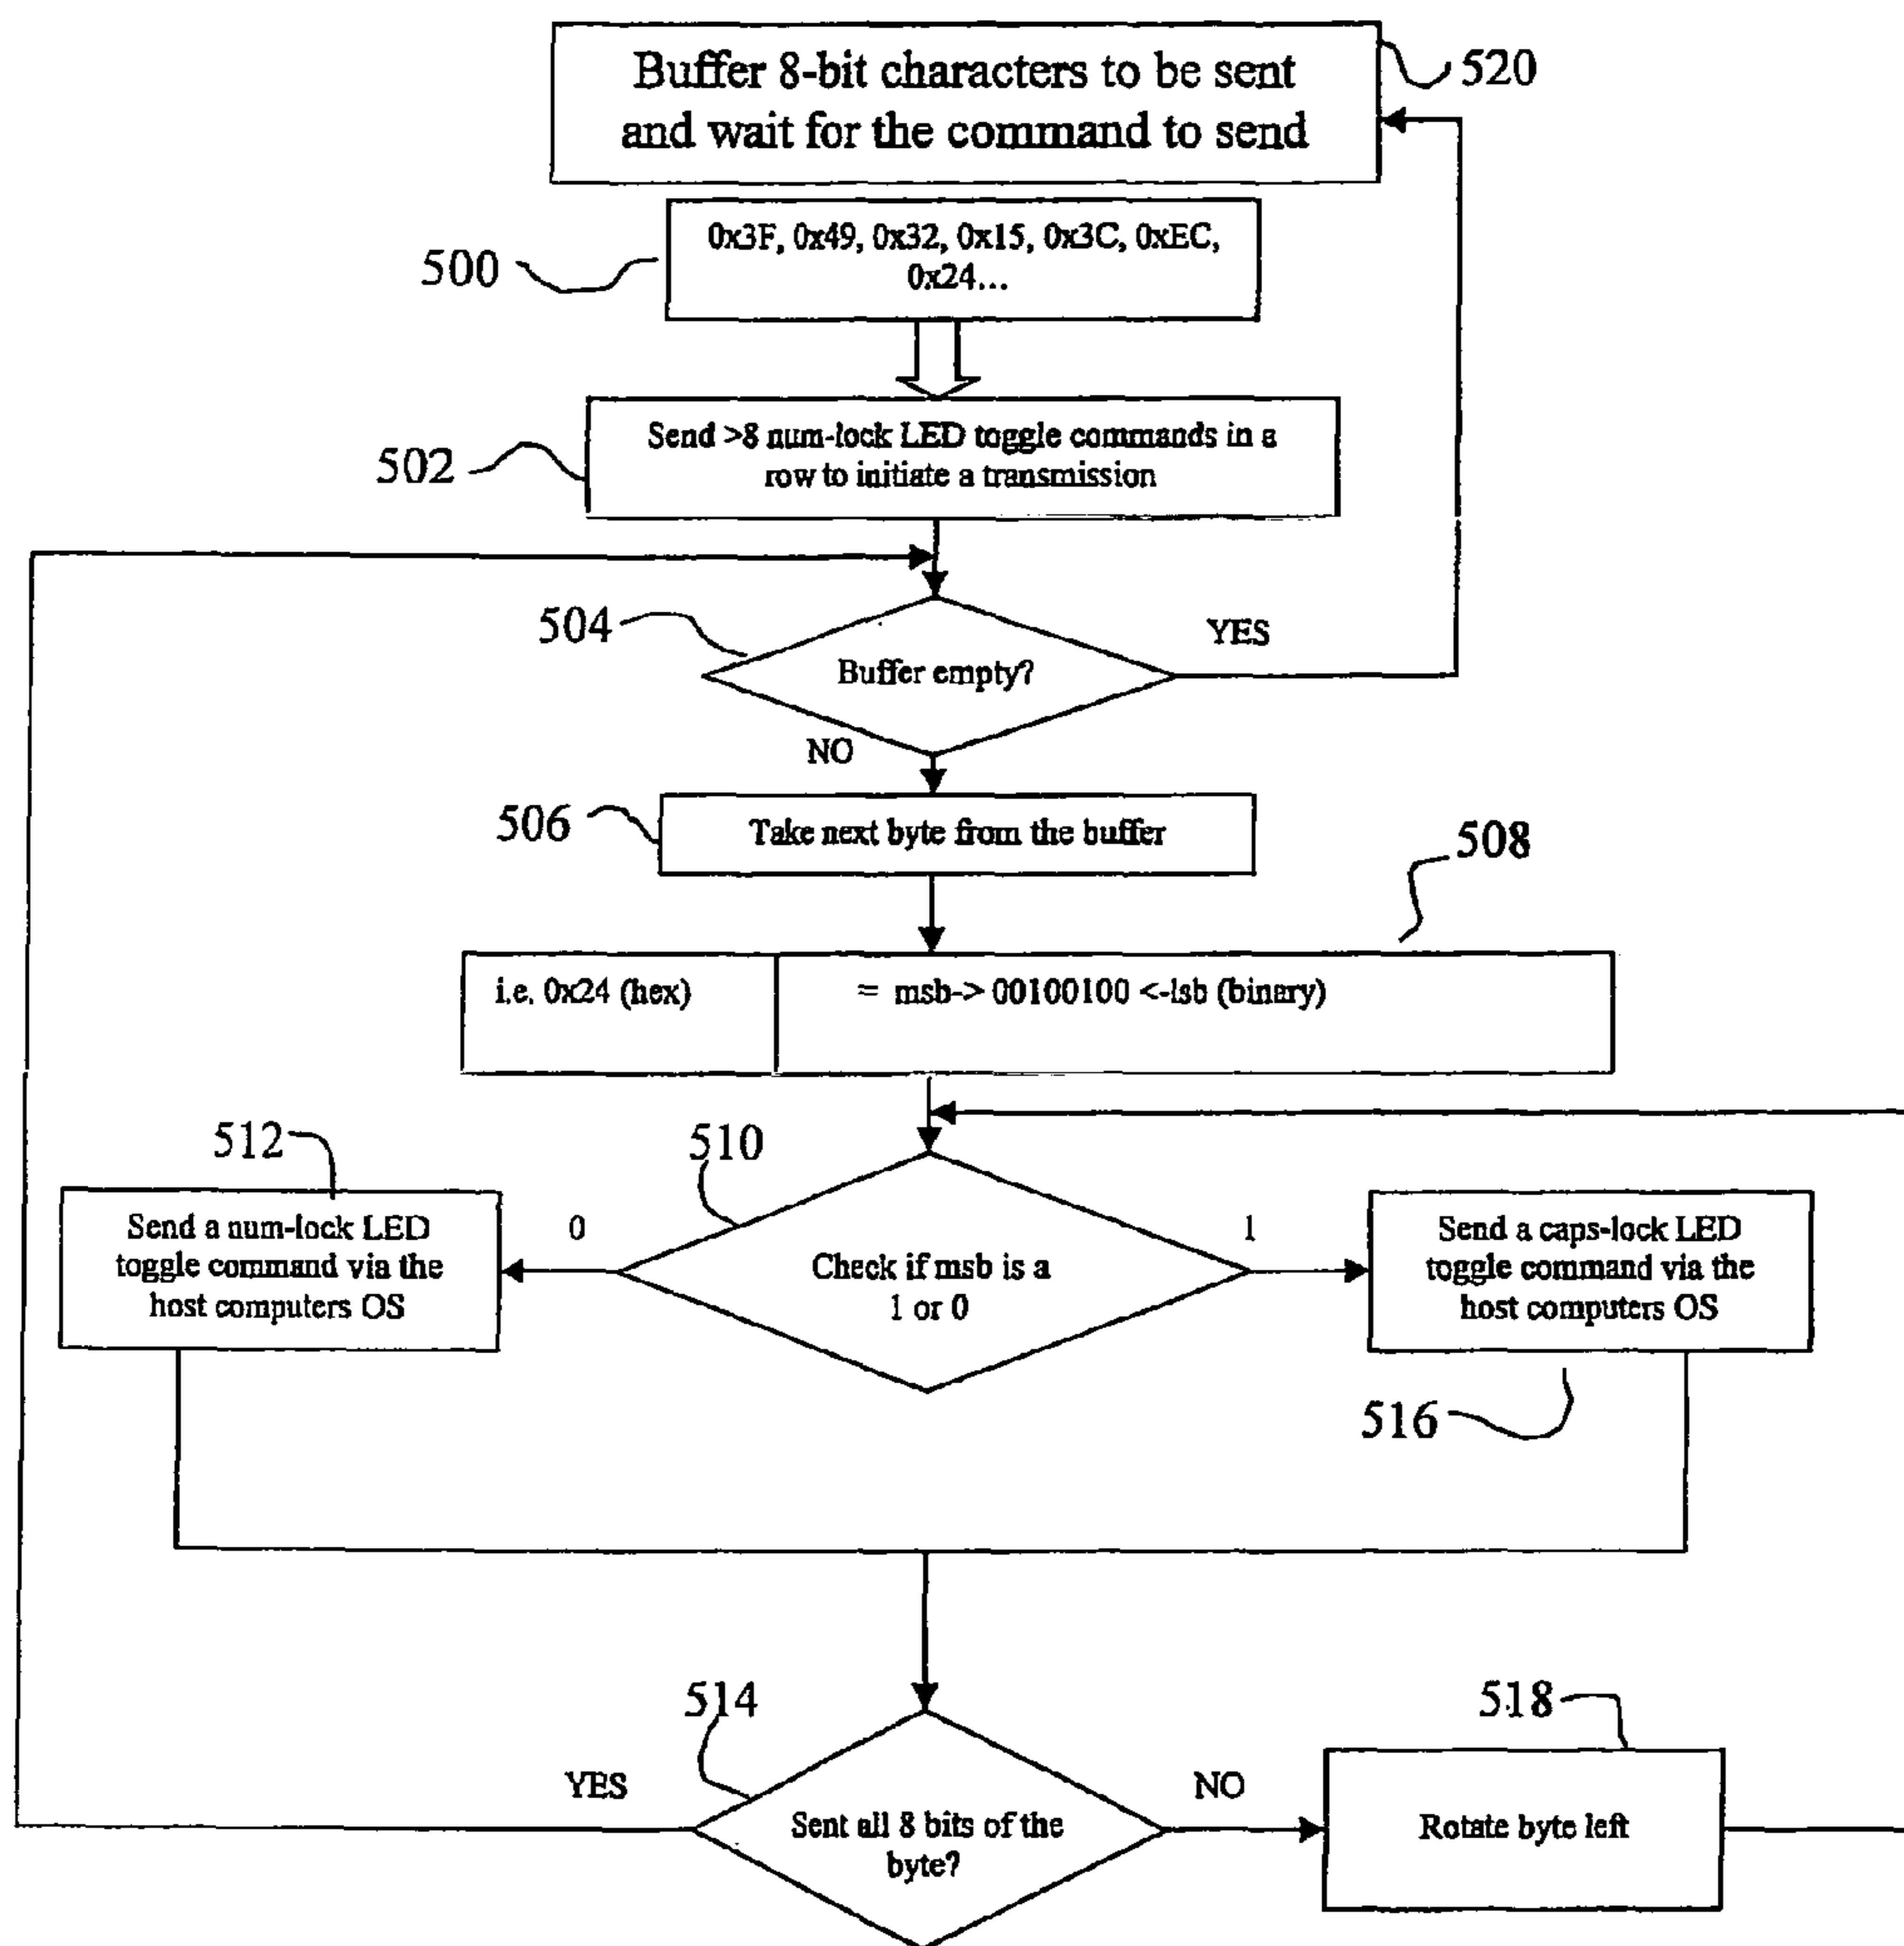 Buffer 8-bit characters to be sent
and wait for the command to send
520
0x3F, 0x49, 0x32, 0x15, 0x3C, 0xEC,
0x24...
500
Send >8 num-lock LED toggle commands in a
row to initiate a transmission
502
504
YES
Buffer empty?
NO
506
Take next byte from the buffer
508
i.e. 0x24 (hex)
= msb-> 00100100 <-lsb (binary)
512
510
Send a num-lock LED
toggle command via the
host computers OS
0
Check if msb is a
1 or 0
1
Send a caps-lock LED
toggle command via the
host computers OS
516
514
518
YES
Sent all 8 bits of the
byte?
NO
Rotate byte left